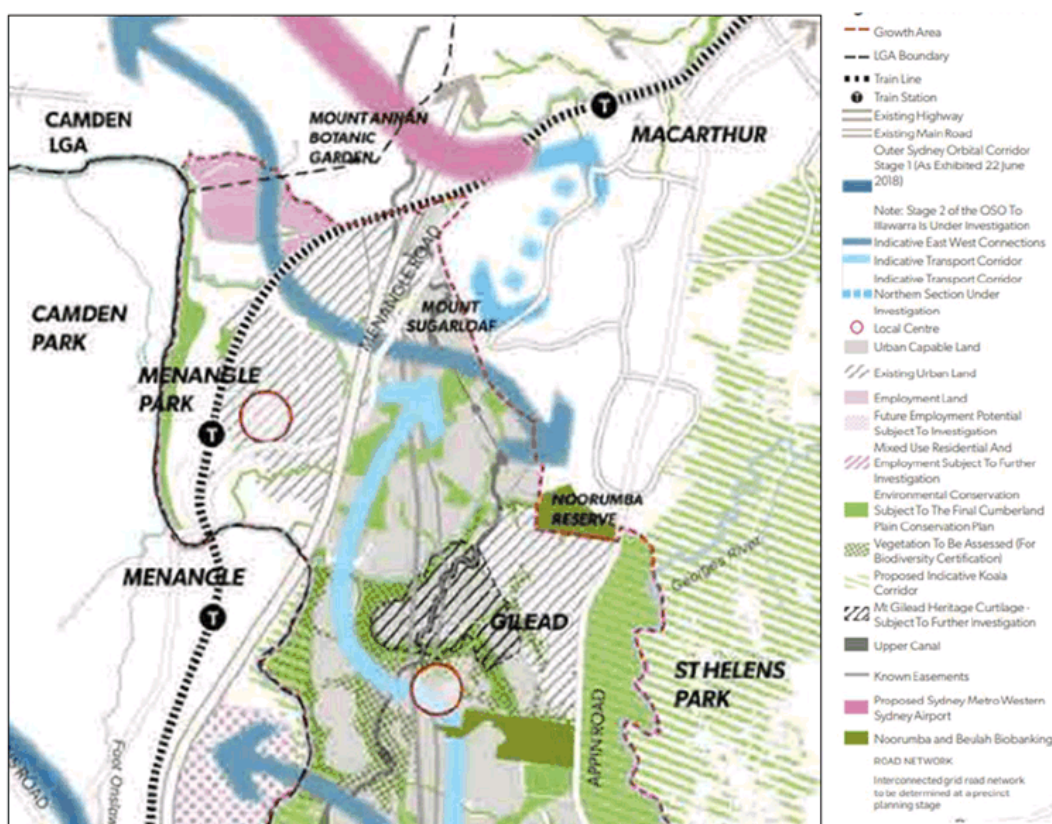 CAMDEN
LGA
MOUNT ANNAN
BOTANIC
GARDEN
T
MACARTHUR
CAMDEN
PARK
MENANGLE ROAD
MOUNT
SUGARLOAF
MENANGLE
PARK
T
NOORUMBA
RESERVE
MENANGLE
T
GILEAD
Georges River
ST HELENS
PARK
APPIN ROAD
ROAD
Growth Area
LGA Boundary
Train Line
T Train Station
Existing Highway
Existing Main Road
Outer Sydney Orbital Corridor
Stage 1 (As Exhibited 22 June
2018)
Note: Stage 2 of the OSO To
Illawarra Is Under Investigation
Indicative East West Connections
Indicative Transport Corridor
Indicative Transport Corridor
Northern Section Under
Investigation
Local Centre
Urban Capable Land
Existing Urban Land
Employment Land
Future Employment Potential
Subject To Investigation
Mixed Use Residential And
Employment Subject To Further
Investigation
Environmental Conservation
Subject To The Final Cumberland
Plain Conservation Plan
Vegetation To Be Assessed (For
Biodiversity Certification)
Proposed Indicative Koala
Corridor
Mt Gilead Heritage Curtilage -
Subject To Further Investigation
Upper Canal
Known Easements
Proposed Sydney Metro Western
Sydney Airport
Noorumba and Beulah Biobanking
ROAD NETWORK
Interconnected grid road network
to be determined at a precinct
planning stage